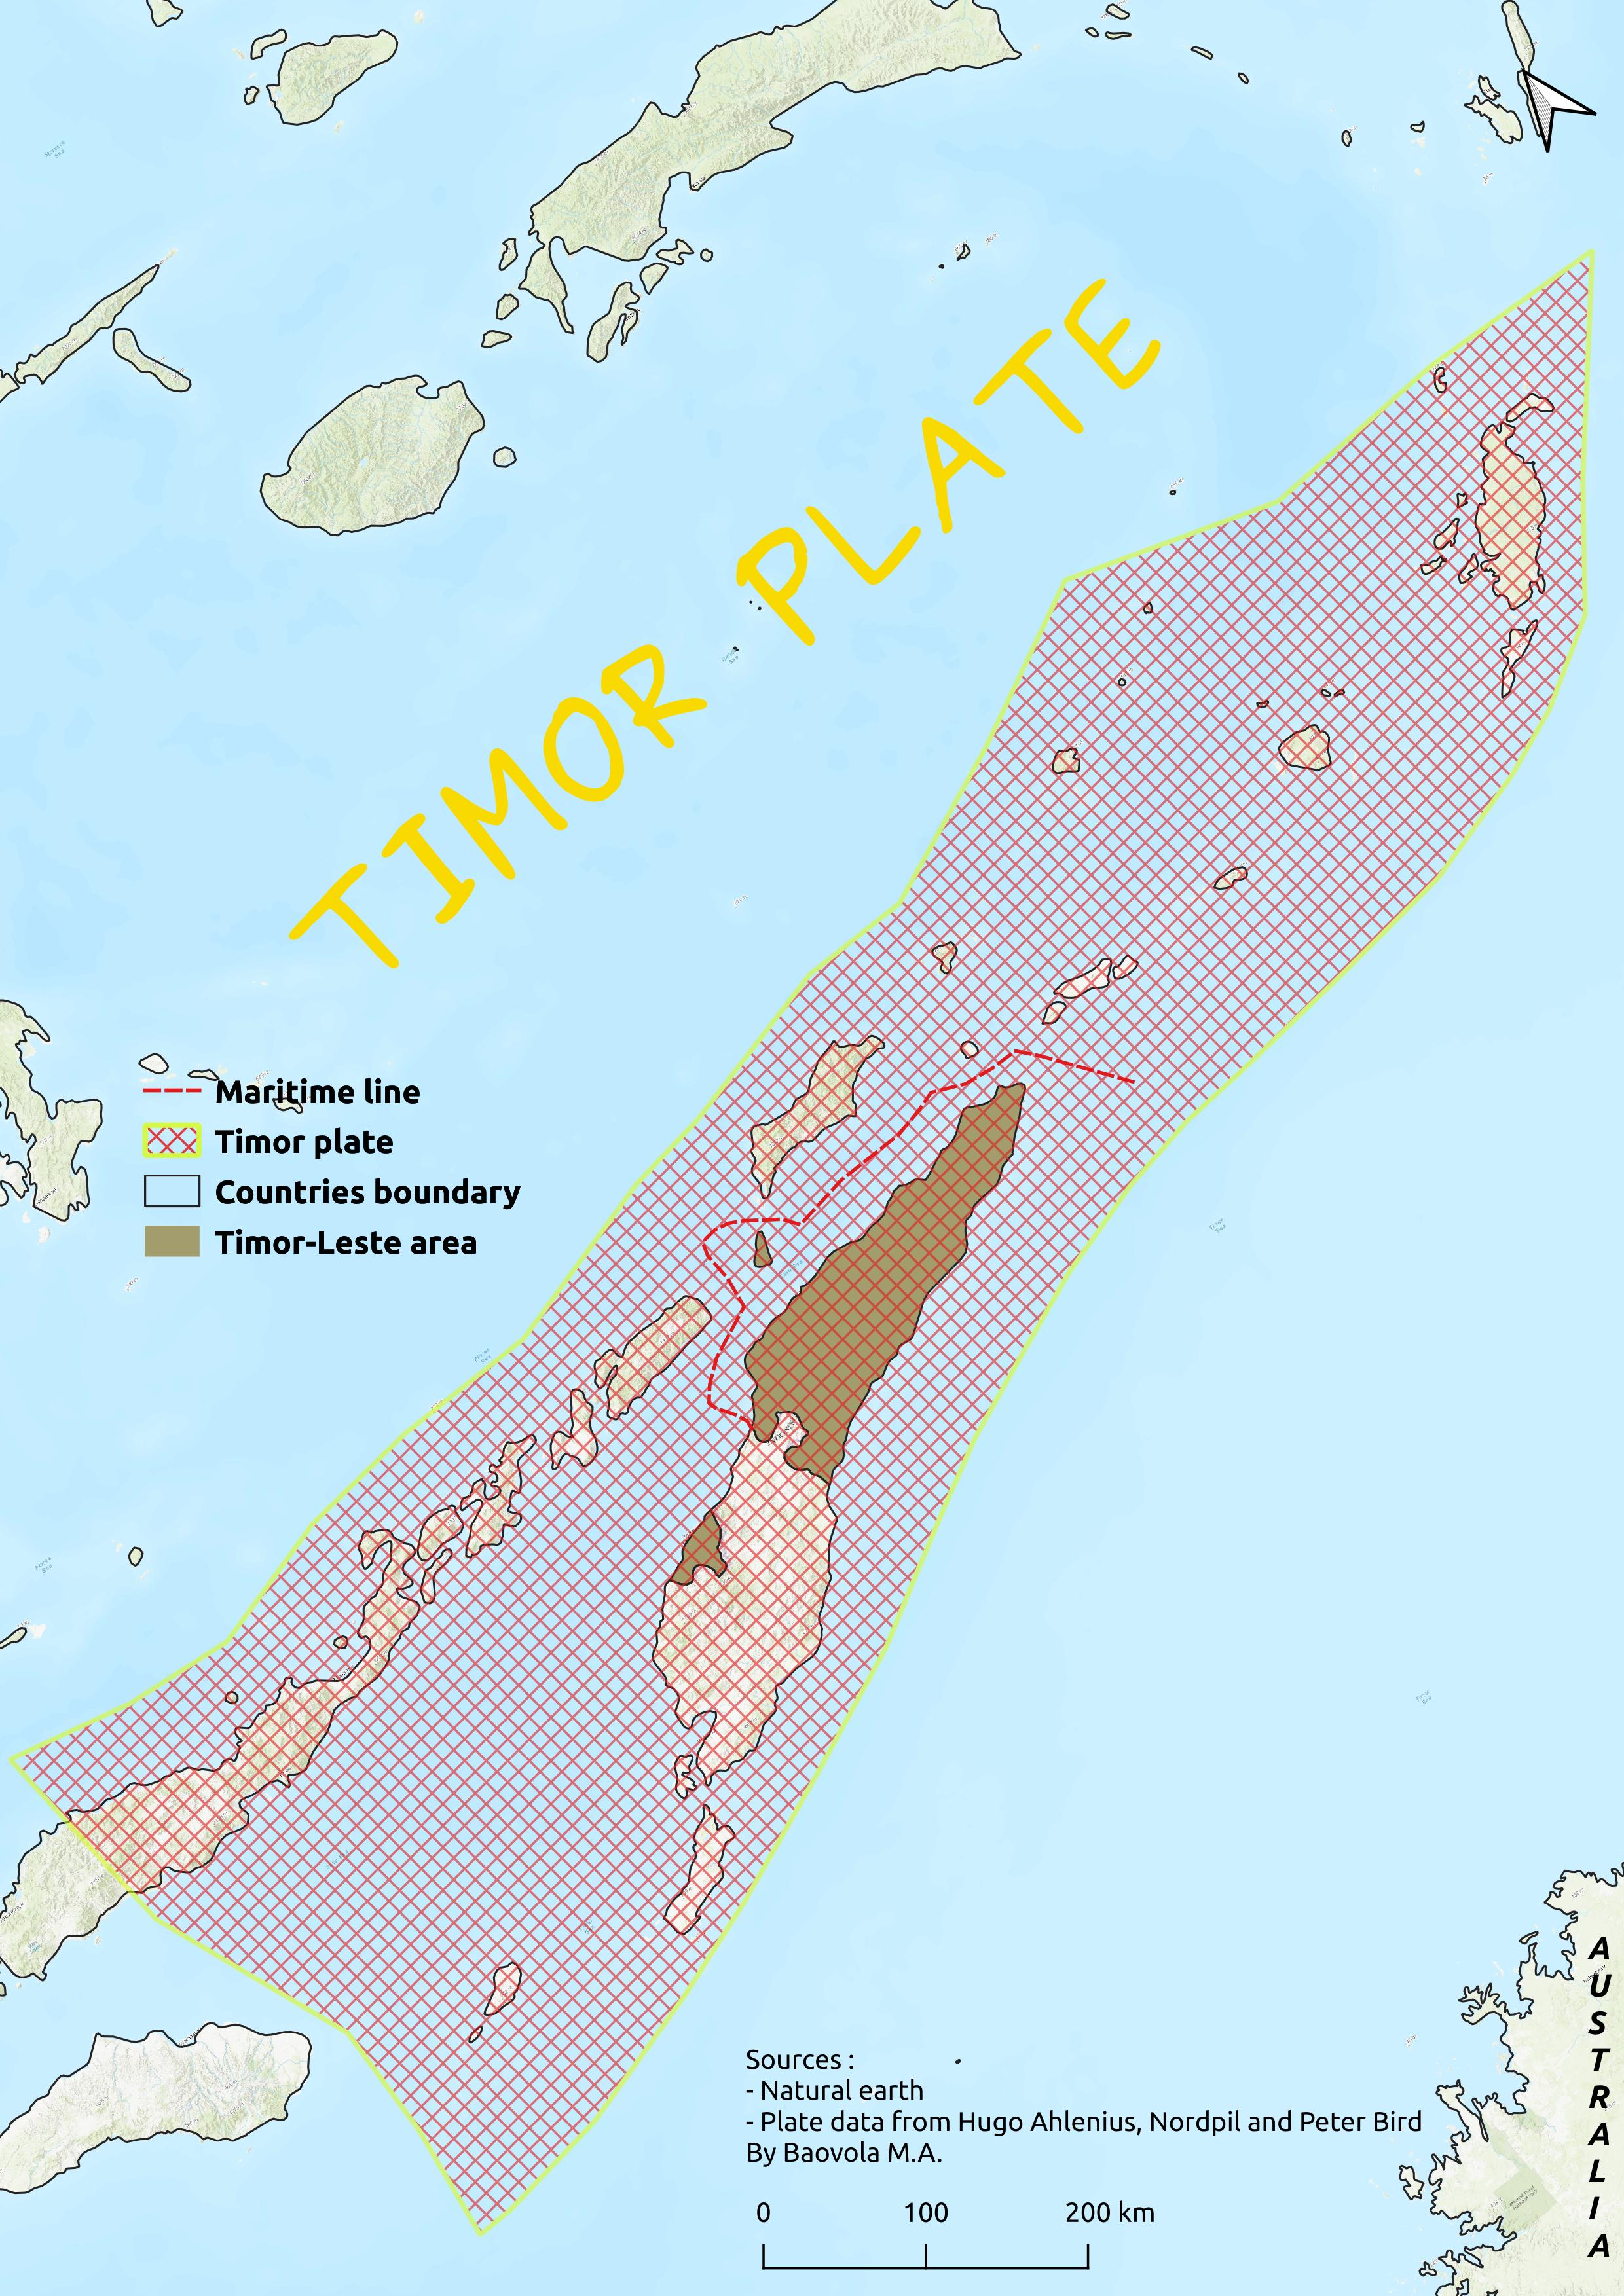 TIMOR PLATE
Maritime line
Timor plate
Countries boundary
Timor-Leste area
AUSTRALIA
Sources :
- Natural earth
- Plate data from Hugo Ahlenius, Nordpil and Peter Bird
By Baovola M.A.
0 100 200 km